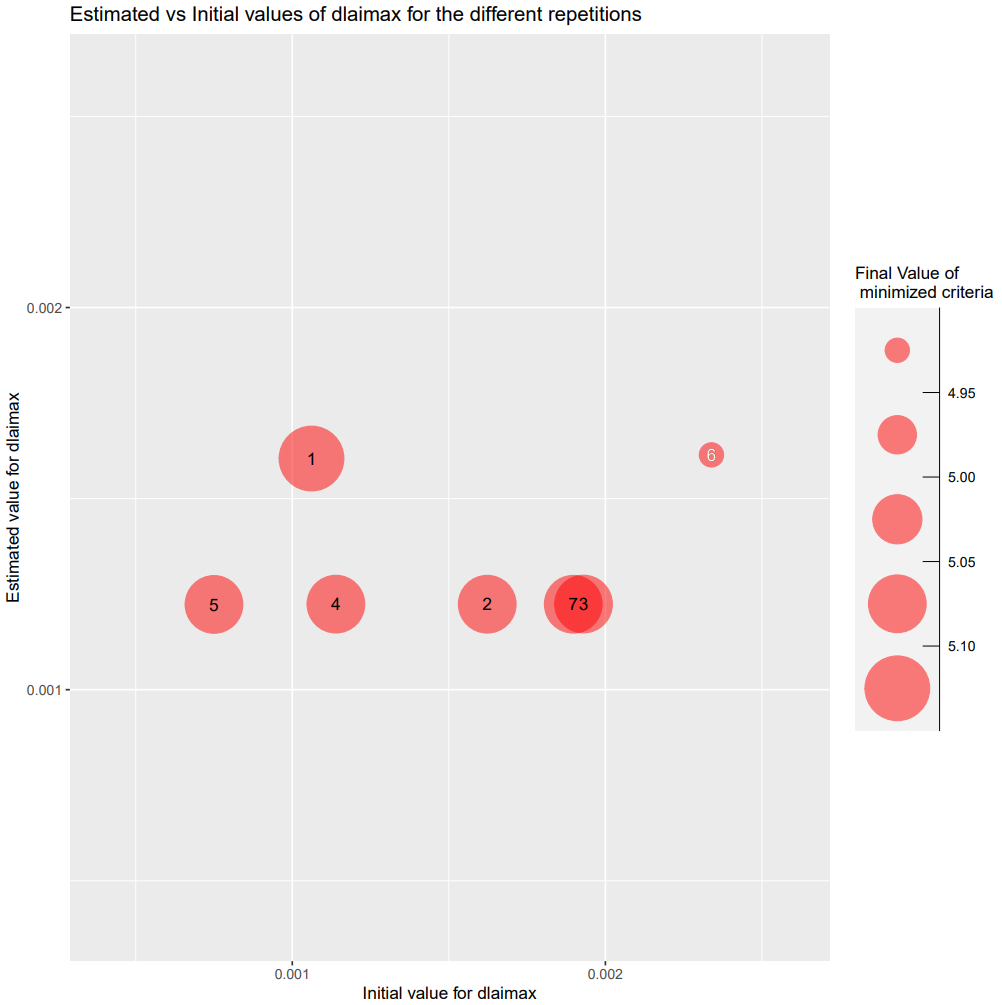 Estimated vs Initial values of dlaimax for the different repetitions
Estimated value for dlaimax
0.002
0.001
1
6
5
4
2
73
0.001
0.002
Initial value for dlaimax
Final Value of
minimized criteria
4.95
5.00
5.05
5.10